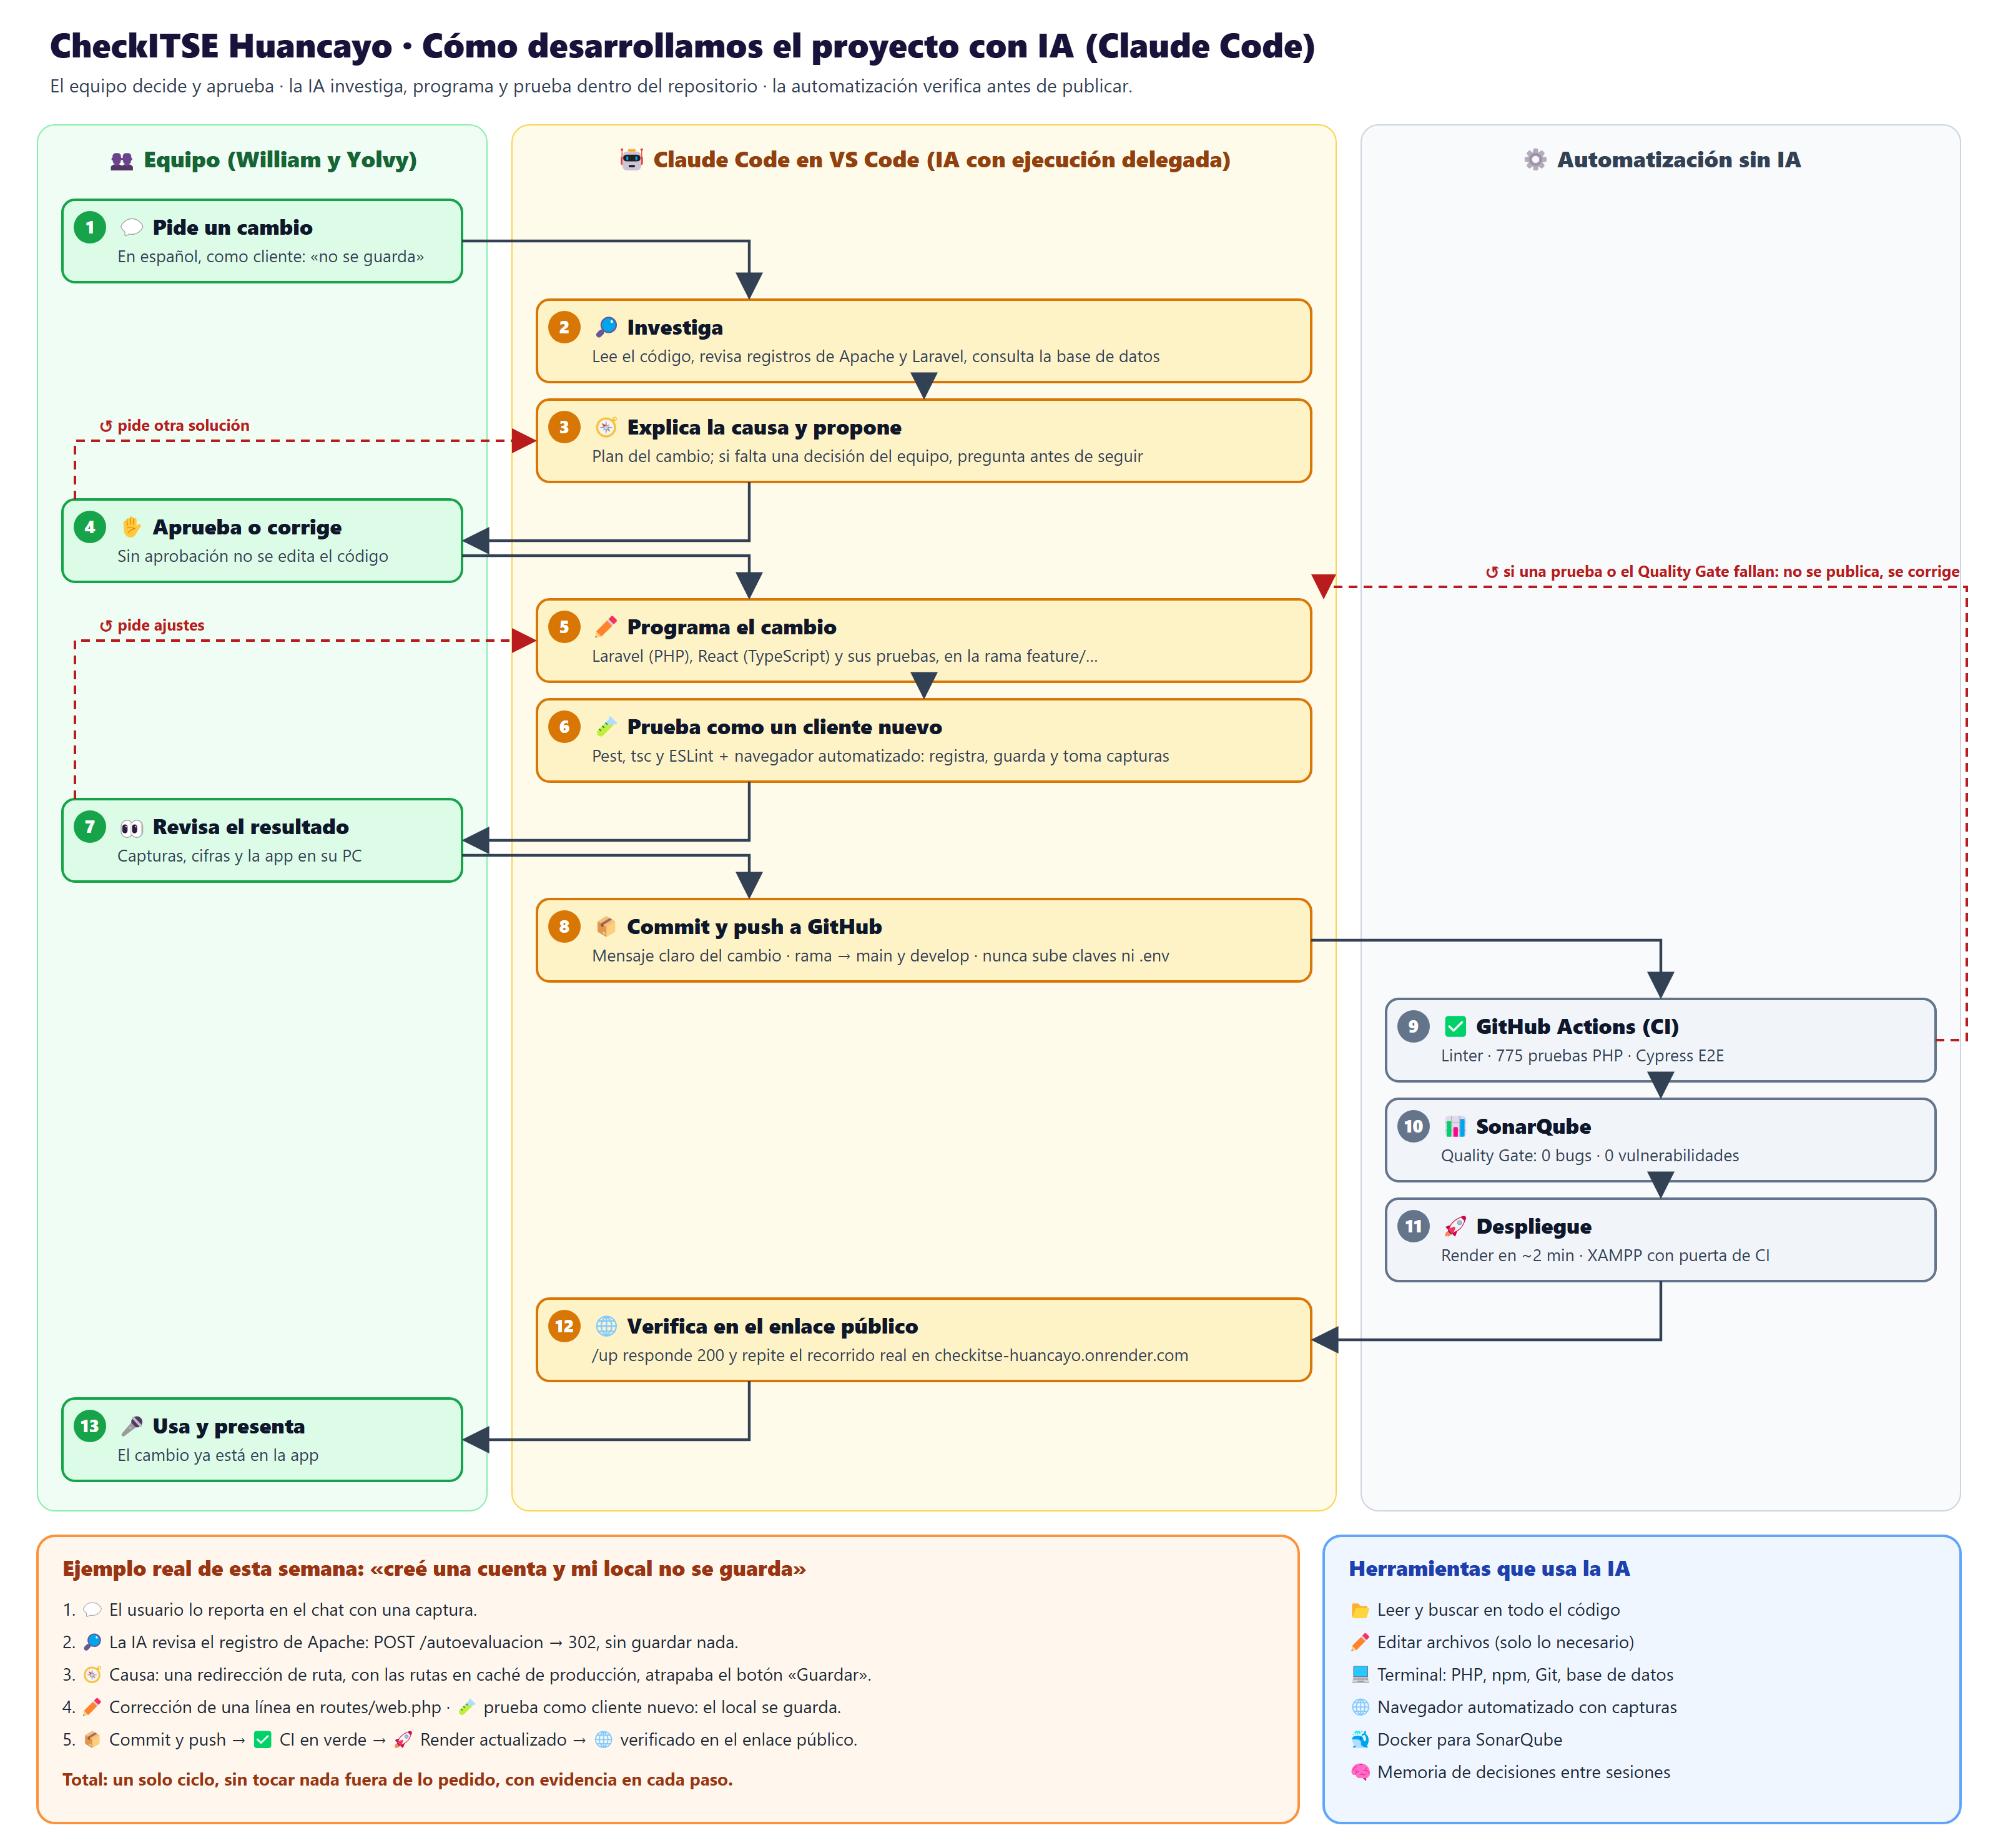 CheckITSE Huancayo · Cómo desarrollamos el proyecto con IA (Claude Code)
El equipo decide y aprueba · la IA investiga, programa y prueba dentro del repositorio · la automatización verifica antes de publicar.
👥 Equipo (William y Yolvy)
🤖 Claude Code en VS Code (IA con ejecución delegada)
⚙️ Automatización sin IA
1 💬 Pide un cambio
En español, como cliente: «no se guarda»
2 🔎 Investiga
Lee el código, revisa registros de Apache y Laravel, consulta la base de datos
↺ pide otra solución
3 🧭 Explica la causa y propone
Plan del cambio; si falta una decisión del equipo, pregunta antes de seguir
4 ✋ Aprueba o corrige
Sin aprobación no se edita el código
↺ si una prueba o el Quality Gate fallan: no se publica, se corrige
↺ pide ajustes
5 ✏️ Programa el cambio
Laravel (PHP), React (TypeScript) y sus pruebas, en la rama feature/...
6 🧪 Prueba como un cliente nuevo
Pest, tsc y ESLint + navegador automatizado: registra, guarda y toma capturas
7 👀 Revisa el resultado
Capturas, cifras y la app en su PC
8 📦 Commit y push a GitHub
Mensaje claro del cambio · rama → main y develop · nunca sube claves ni .env
9 ✅ GitHub Actions (CI)
Linter · 775 pruebas PHP · Cypress E2E
10 📊 SonarQube
Quality Gate: 0 bugs · 0 vulnerabilidades
11 🚀 Despliegue
Render en ~2 min · XAMPP con puerta de CI
12 🌐 Verifica en el enlace público
/up responde 200 y repite el recorrido real en checkitse-huancayo.onrender.com
13 🎤 Usa y presenta
El cambio ya está en la app
Ejemplo real de esta semana: «creé una cuenta y mi local no se guarda»
1. 💬 El usuario lo reporta en el chat con una captura.
2. 🔎 La IA revisa el registro de Apache: POST /autoevaluacion → 302, sin guardar nada.
3. 🧭 Causa: una redirección de ruta, con las rutas en caché de producción, atrapaba el botón «Guardar».
4. ✏️ Corrección de una línea en routes/web.php · 🧪 prueba como cliente nuevo: el local se guarda.
5. 📦 Commit y push → ✅ CI en verde → 🚀 Render actualizado → 🌐 verificado en el enlace público.
Total: un solo ciclo, sin tocar nada fuera de lo pedido, con evidencia en cada paso.
Herramientas que usa la IA
📂 Leer y buscar en todo el código
✏️ Editar archivos (solo lo necesario)
💻 Terminal: PHP, npm, Git, base de datos
🌐 Navegador automatizado con capturas
🐳 Docker para SonarQube
🧠 Memoria de decisiones entre sesiones